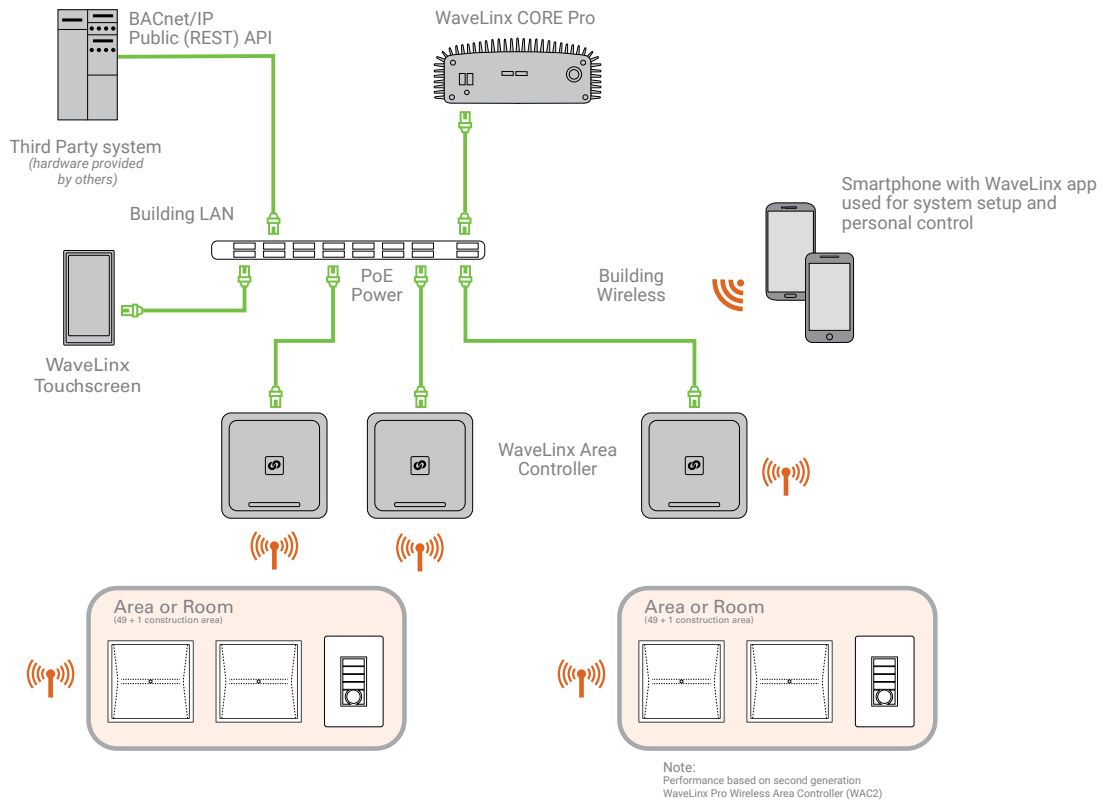 BACnet/IP
Public (REST) API
WaveLinx CORE Pro
Third Party system
(hardware provided
by others)
Building LAN
Smartphone with WaveLinx app
used for system setup and
personal control
PoE
Power
Building
Wireless
WaveLinx
Touchscreen
WaveLinx Area
Controller
Area or Room
(49 + 1 construction area)
Area or Room
(49 + 1 construction area)
Note:
Performance based on second generation
WaveLinx Pro Wireless Area Controller (WAC2)